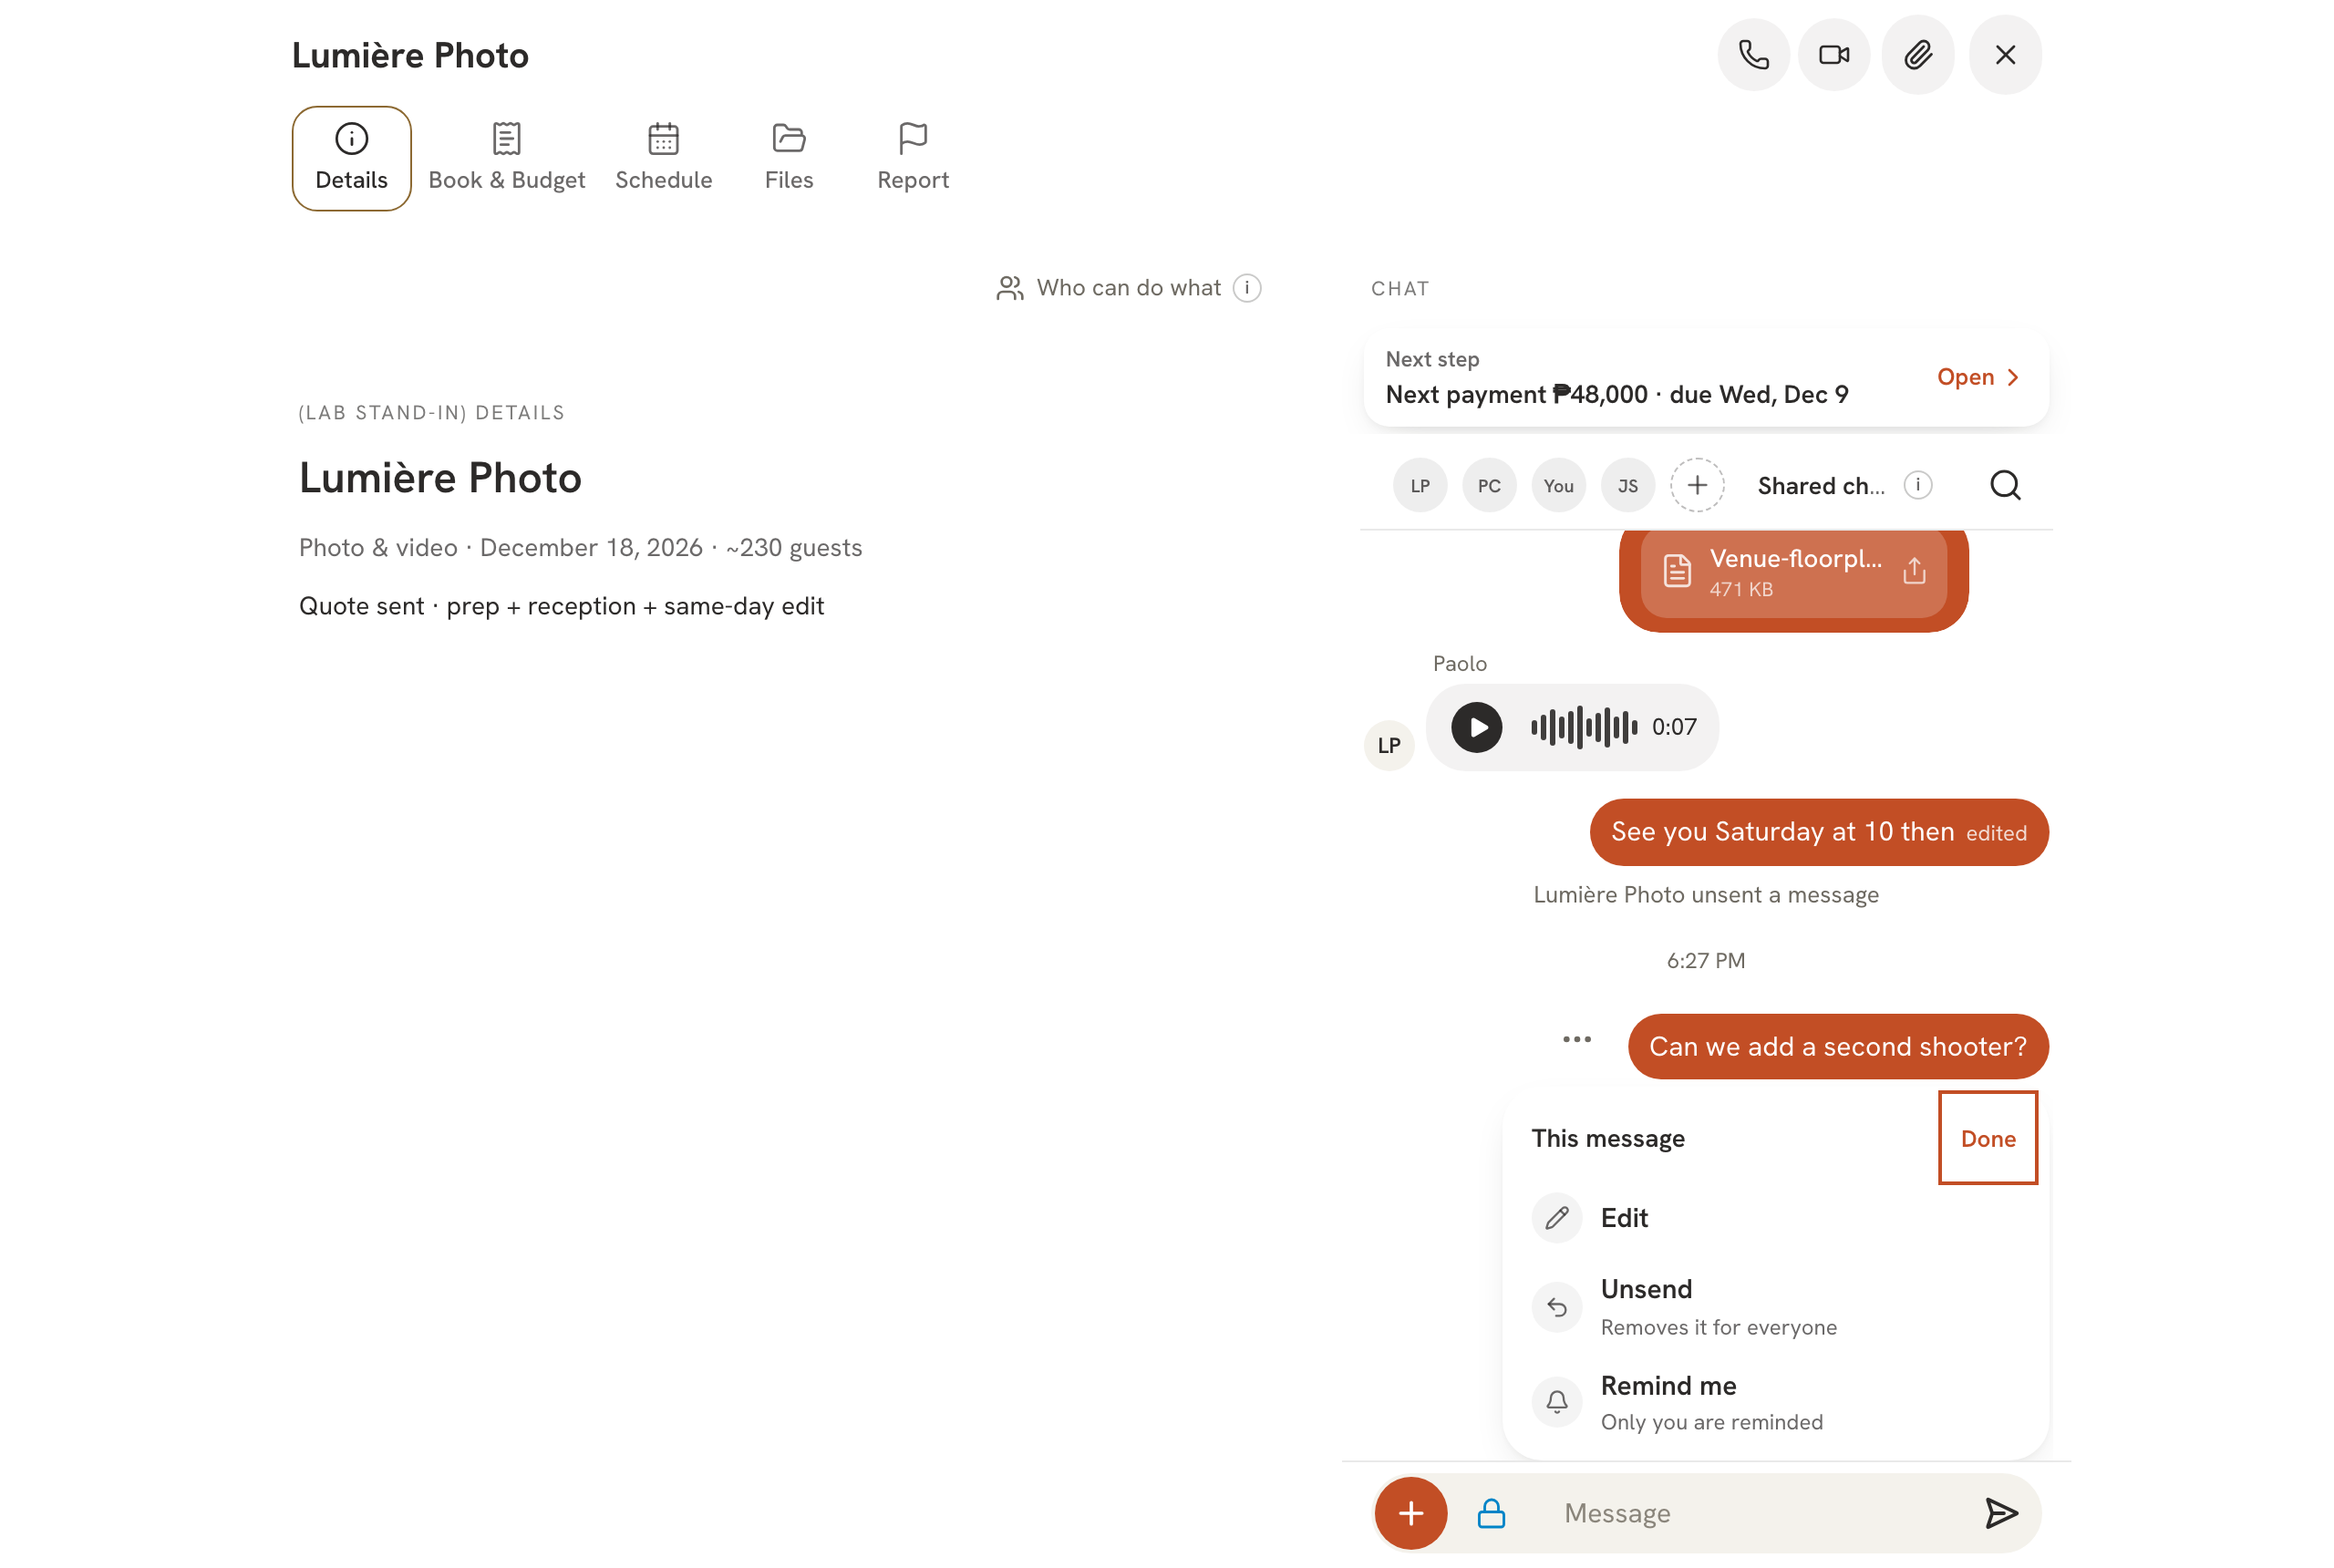 Lumière Photo
Details
Book & Budget
Schedule
Files
Report
Who can do what
(LAB STAND-IN) DETAILS
Lumière Photo
Photo & video · December 18, 2026 · ~230 guests
Quote sent · prep + reception + same-day edit
CHAT
Next step
Next payment ₱48,000 · due Wed, Dec 9
Open
LP
PC
You
JS
Shared ch...
Venue-floorpl...
471 KB
Paolo
LP
0:07
See you Saturday at 10 then edited
Lumière Photo unsent a message
6:27 PM
Can we add a second shooter?
This message
Done
Edit
Unsend
Removes it for everyone
Remind me
Only you are reminded
Message